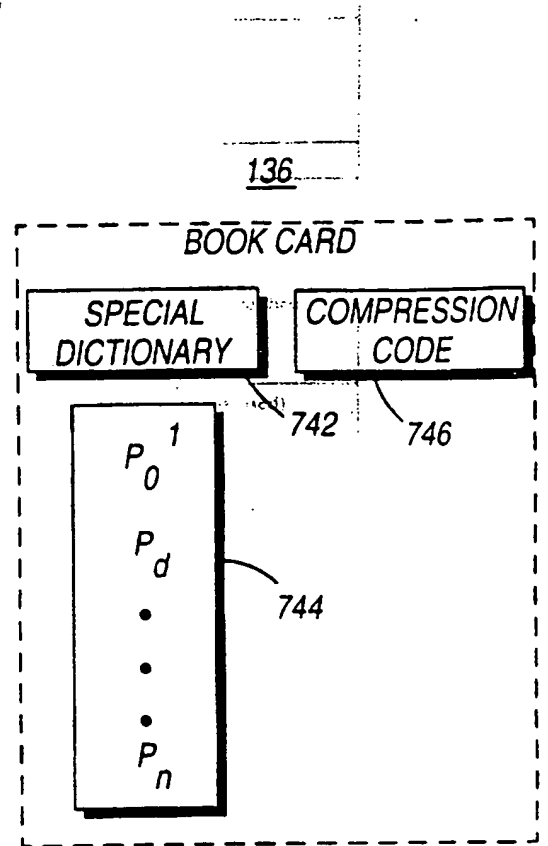 136
BOOK CARD
SPECIAL
DICTIONARY
COMPRESSION
CODE
742
746
P0 1
Pd
744
Pn